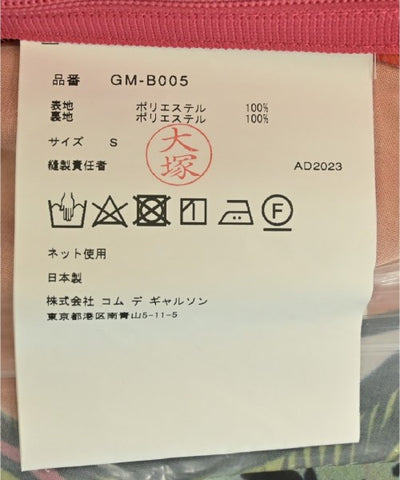 品番 GM-B005
表地 ポリエステル 100%
裏地 ポリエステル 100%
サイズ S
大塚
縫製責任者 AD2023
F
ネット使用
日本製
株式会社 コム デ ギャルソン
東京都港区南青山5-11-5